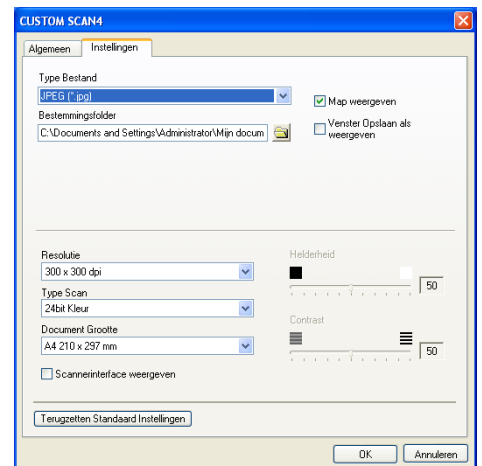 CUSTOM SCAN4
Algemeen
Instellingen
Type Bestand
JPEG (*.jpg)
Map weergeven
Bestemmingsfolder
C:\Documents and Settings\Administrator\Mijn docum
Venster Opslaan als
weergeven
Resolutie
300 x 300 dpi
Type Scan
24bit Kleur
Document Grootte
A4 210 x 297 mm
Scannerinterface weergeven
Helderheid
50
Contrast
50
Terugzetten Standaard Instellingen
OK
Annuleren